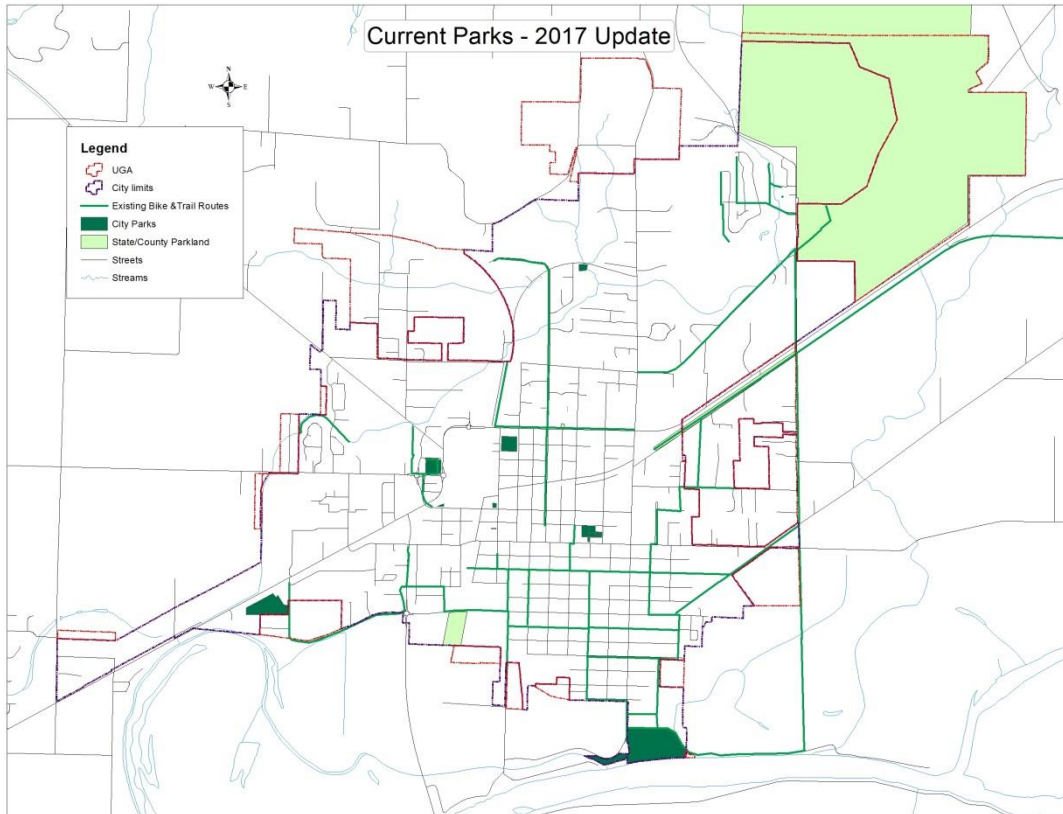 Current Parks - 2017 Update
N
W E
S
Legend
UGA
City limits
Existing Bike &Trail Routes
City Parks
State/County Parkland
Streets
Streams